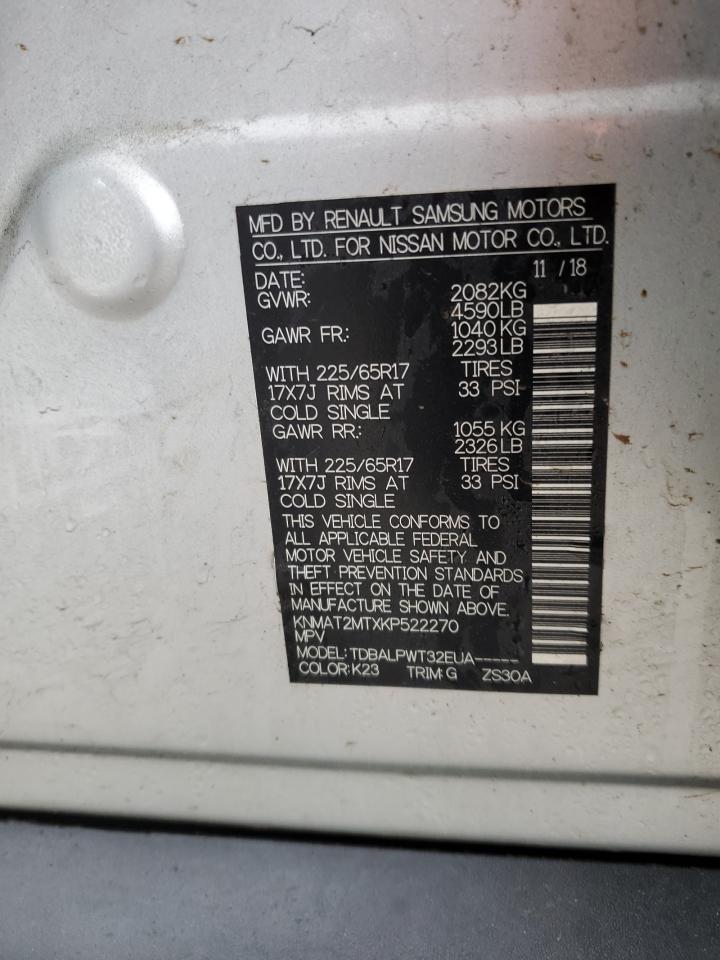 MFD BY RENAULT SAMSUNG MOTORS
CO., LTD. FOR NISSAN MOTOR CO., LTD.
DATE: 11 / 18
GVWR: 2082KG
4590LB
GAWR FR.: 1040 KG
2293 LB
WITH 225/65R17 TIRES
17X7J RIMS AT 33 PSI
COLD SINGLE
GAWR RR.: 1055 KG
2326 LB
WITH 225/65R17 TIRES
17X7J RIMS AT 33 PSI
COLD SINGLE
THIS VEHICLE CONFORMS TO
ALL APPLICABLE FEDERAL
MOTOR VEHICLE SAFETY AND
THEFT PREVENTION STANDARDS
IN EFFECT ON THE DATE OF
MANUFACTURE SHOWN ABOVE.
KNMAT2MTXKP522270
MPV
MODEL: TDBALPWT32EUA-----
COLOR: K23 TRIM: G ZS30A